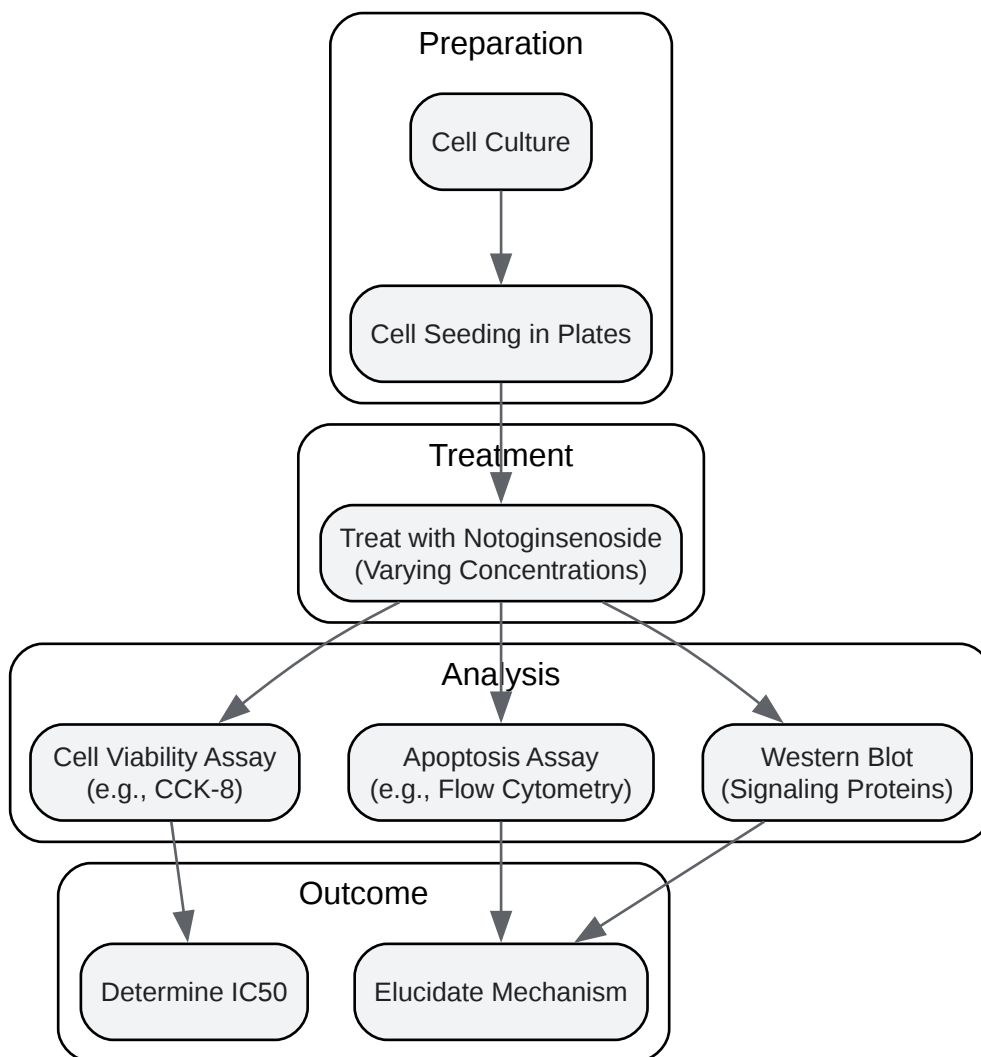 Preparation
Cell Culture
Cell Seeding in Plates
Treatment
Treat with Notoginsenoside
(Varying Concentrations)
Analysis
Cell Viability Assay
(e.g., CCK-8)
Apoptosis Assay
(e.g., Flow Cytometry)
Western Blot
(Signaling Proteins)
Outcome
Determine IC50
Elucidate Mechanism